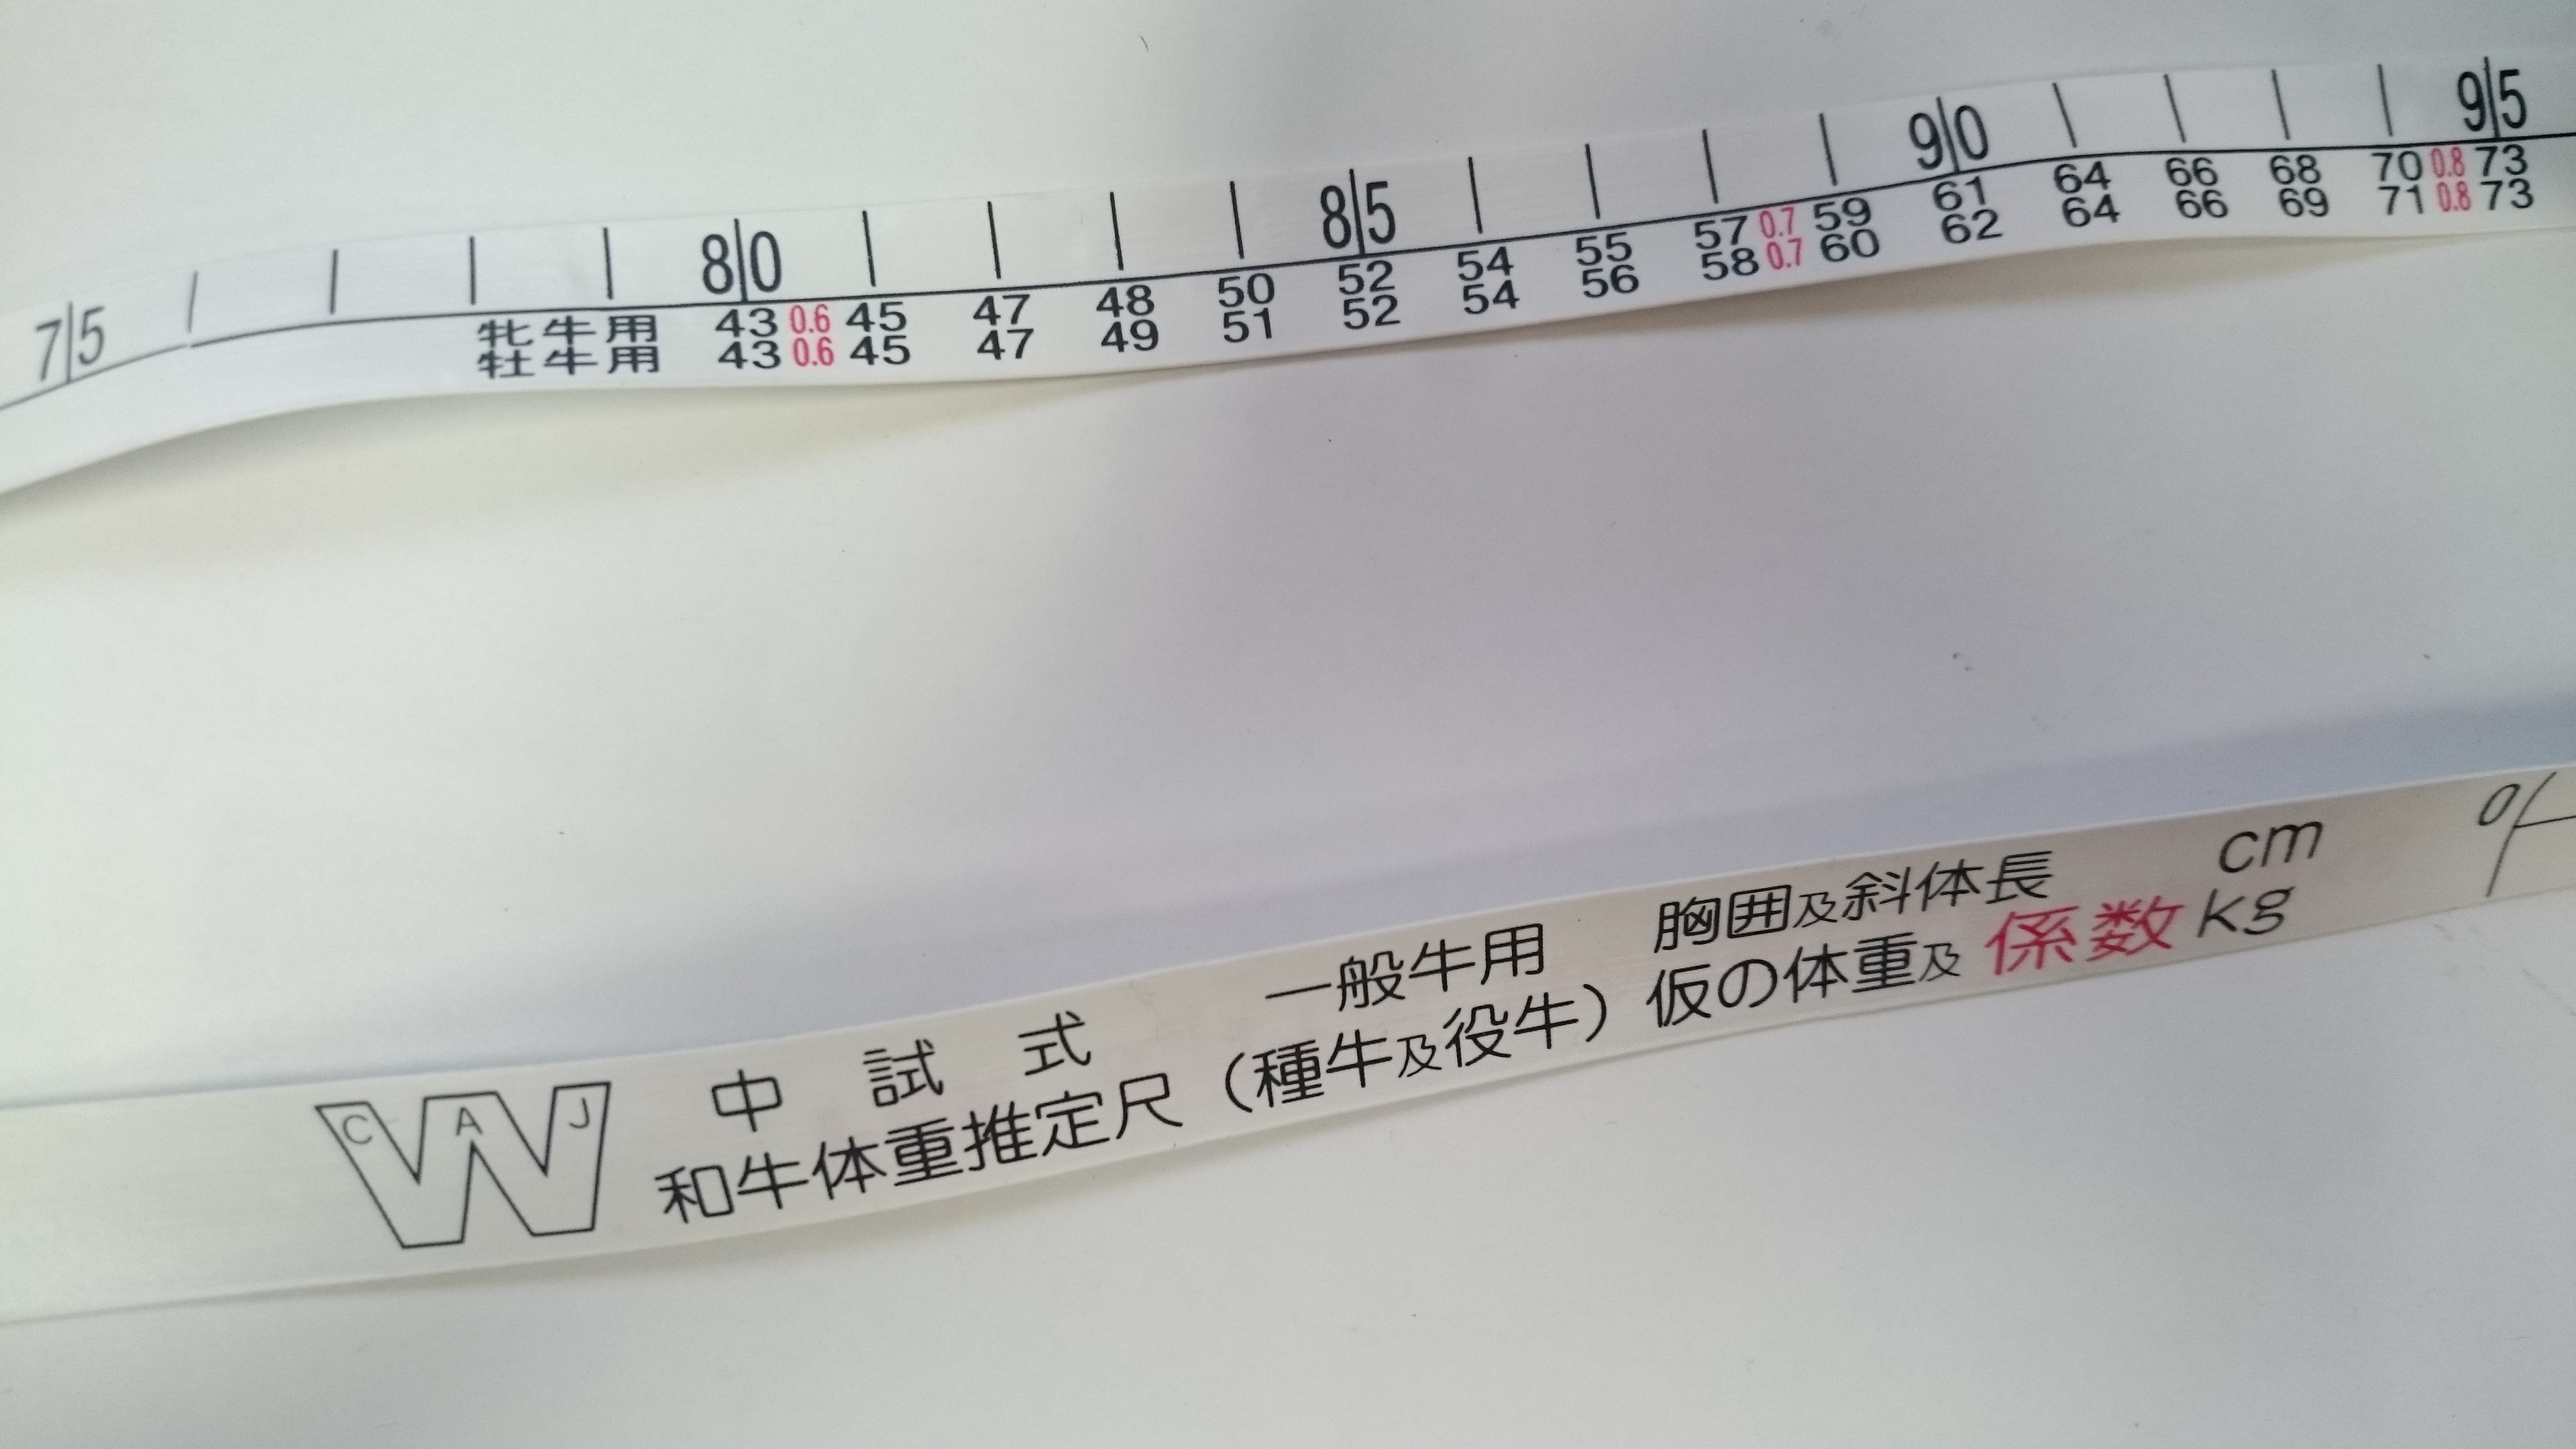 75 80 85 90 95
牝牛用 43 0.6 45 47 48 50 52 54 55 57 0.7 59 61 64 66 68 70 0.8 73
牡牛用 43 0.6 45 47 49 51 52 54 56 58 0.7 60 62 64 66 69 71 0.8 73
C A J W
中試式 一般牛用 胸囲及斜体長 cm
和牛体重推定尺（種牛及役牛）仮の体重及係数kg
0